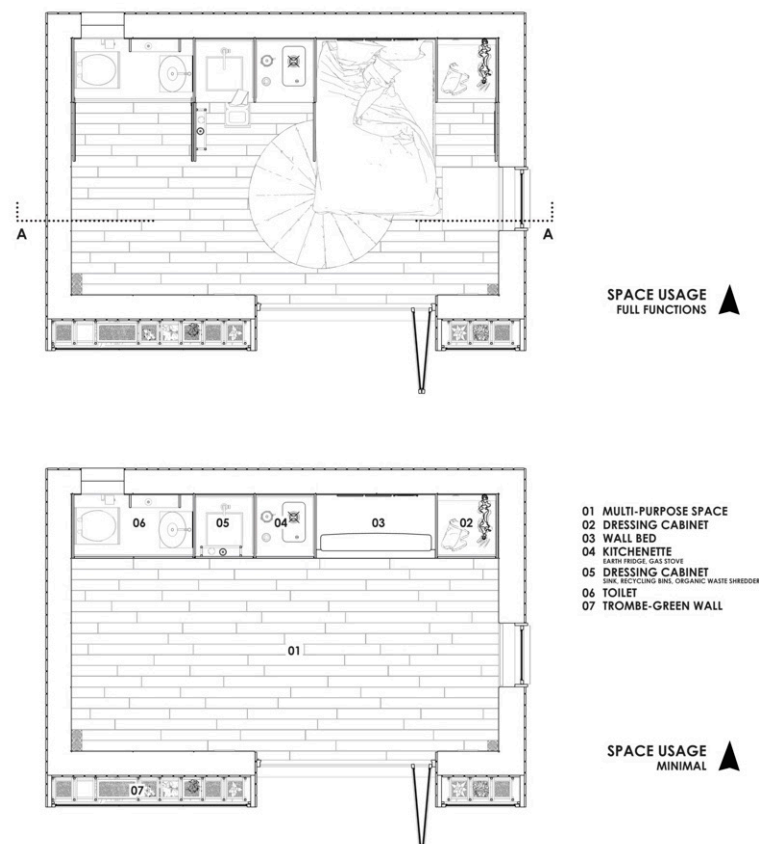 A
A
SPACE USAGE
FULL FUNCTIONS
06
05
04
03
02
01
07
01 MULTI-PURPOSE SPACE
02 DRESSING CABINET
03 WALL BED
04 KITCHENETTE
EARTH FRIDGE, GAS STOVE
05 DRESSING CABINET
SINK, RECYCLING BINS, ORGANIC WASTE SHREDDER
06 TOILET
07 TROMBE-GREEN WALL
SPACE USAGE
MINIMAL